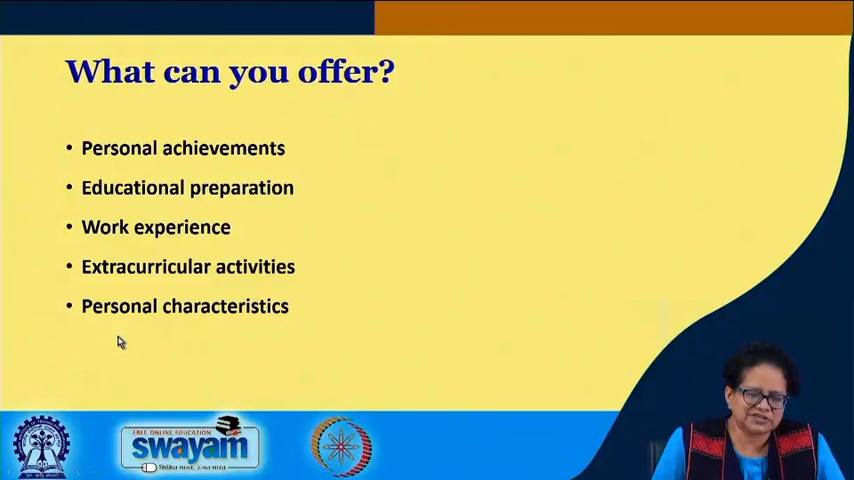 What can you offer?
• Personal achievements
• Educational preparation
• Work experience
• Extracurricular activities
• Personal characteristics
FREE ONLINE EDUCATION
swayam